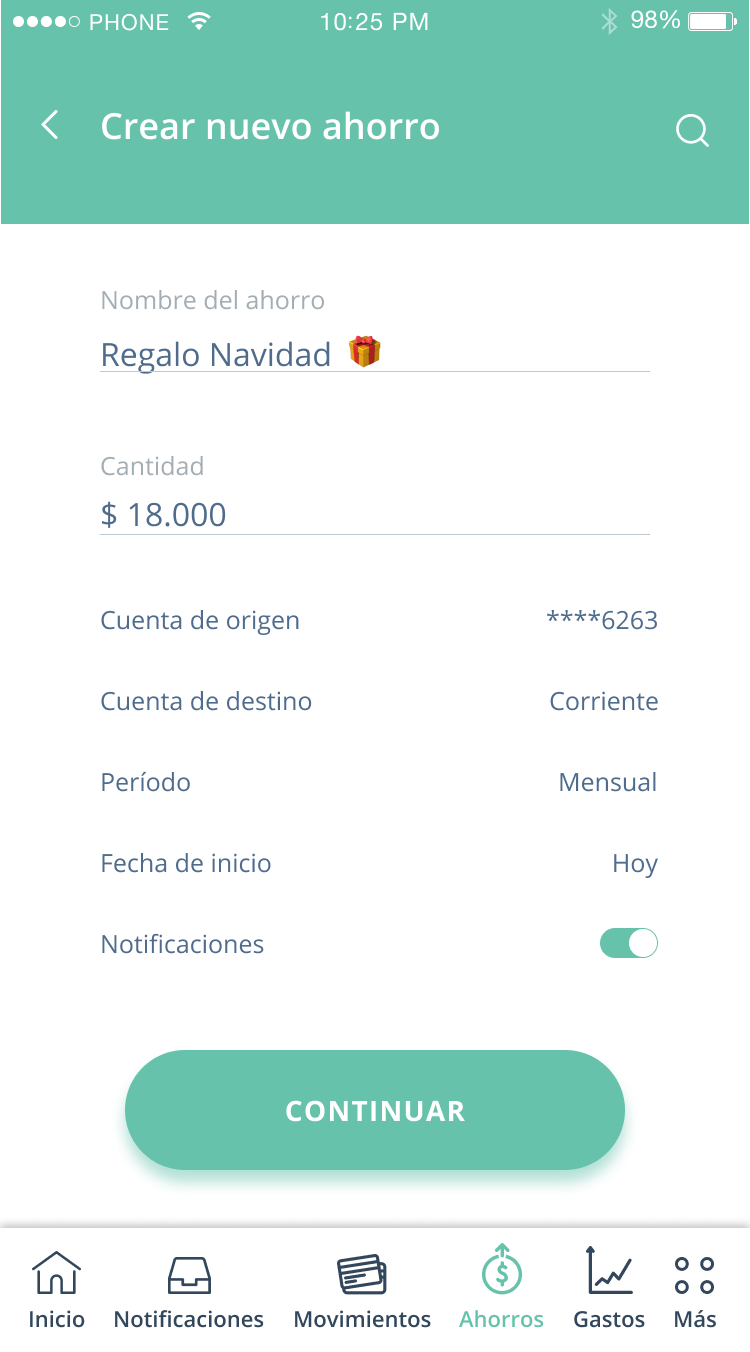 PHONE 10:25 PM 98%
Crear nuevo ahorro
Nombre del ahorro
Regalo Navidad 🎁
Cantidad
$ 18.000
Cuenta de origen ****6263
Cuenta de destino Corriente
Período Mensual
Fecha de inicio Hoy
Notificaciones
CONTINUAR
Inicio Notificaciones Movimientos Ahorros Gastos Más